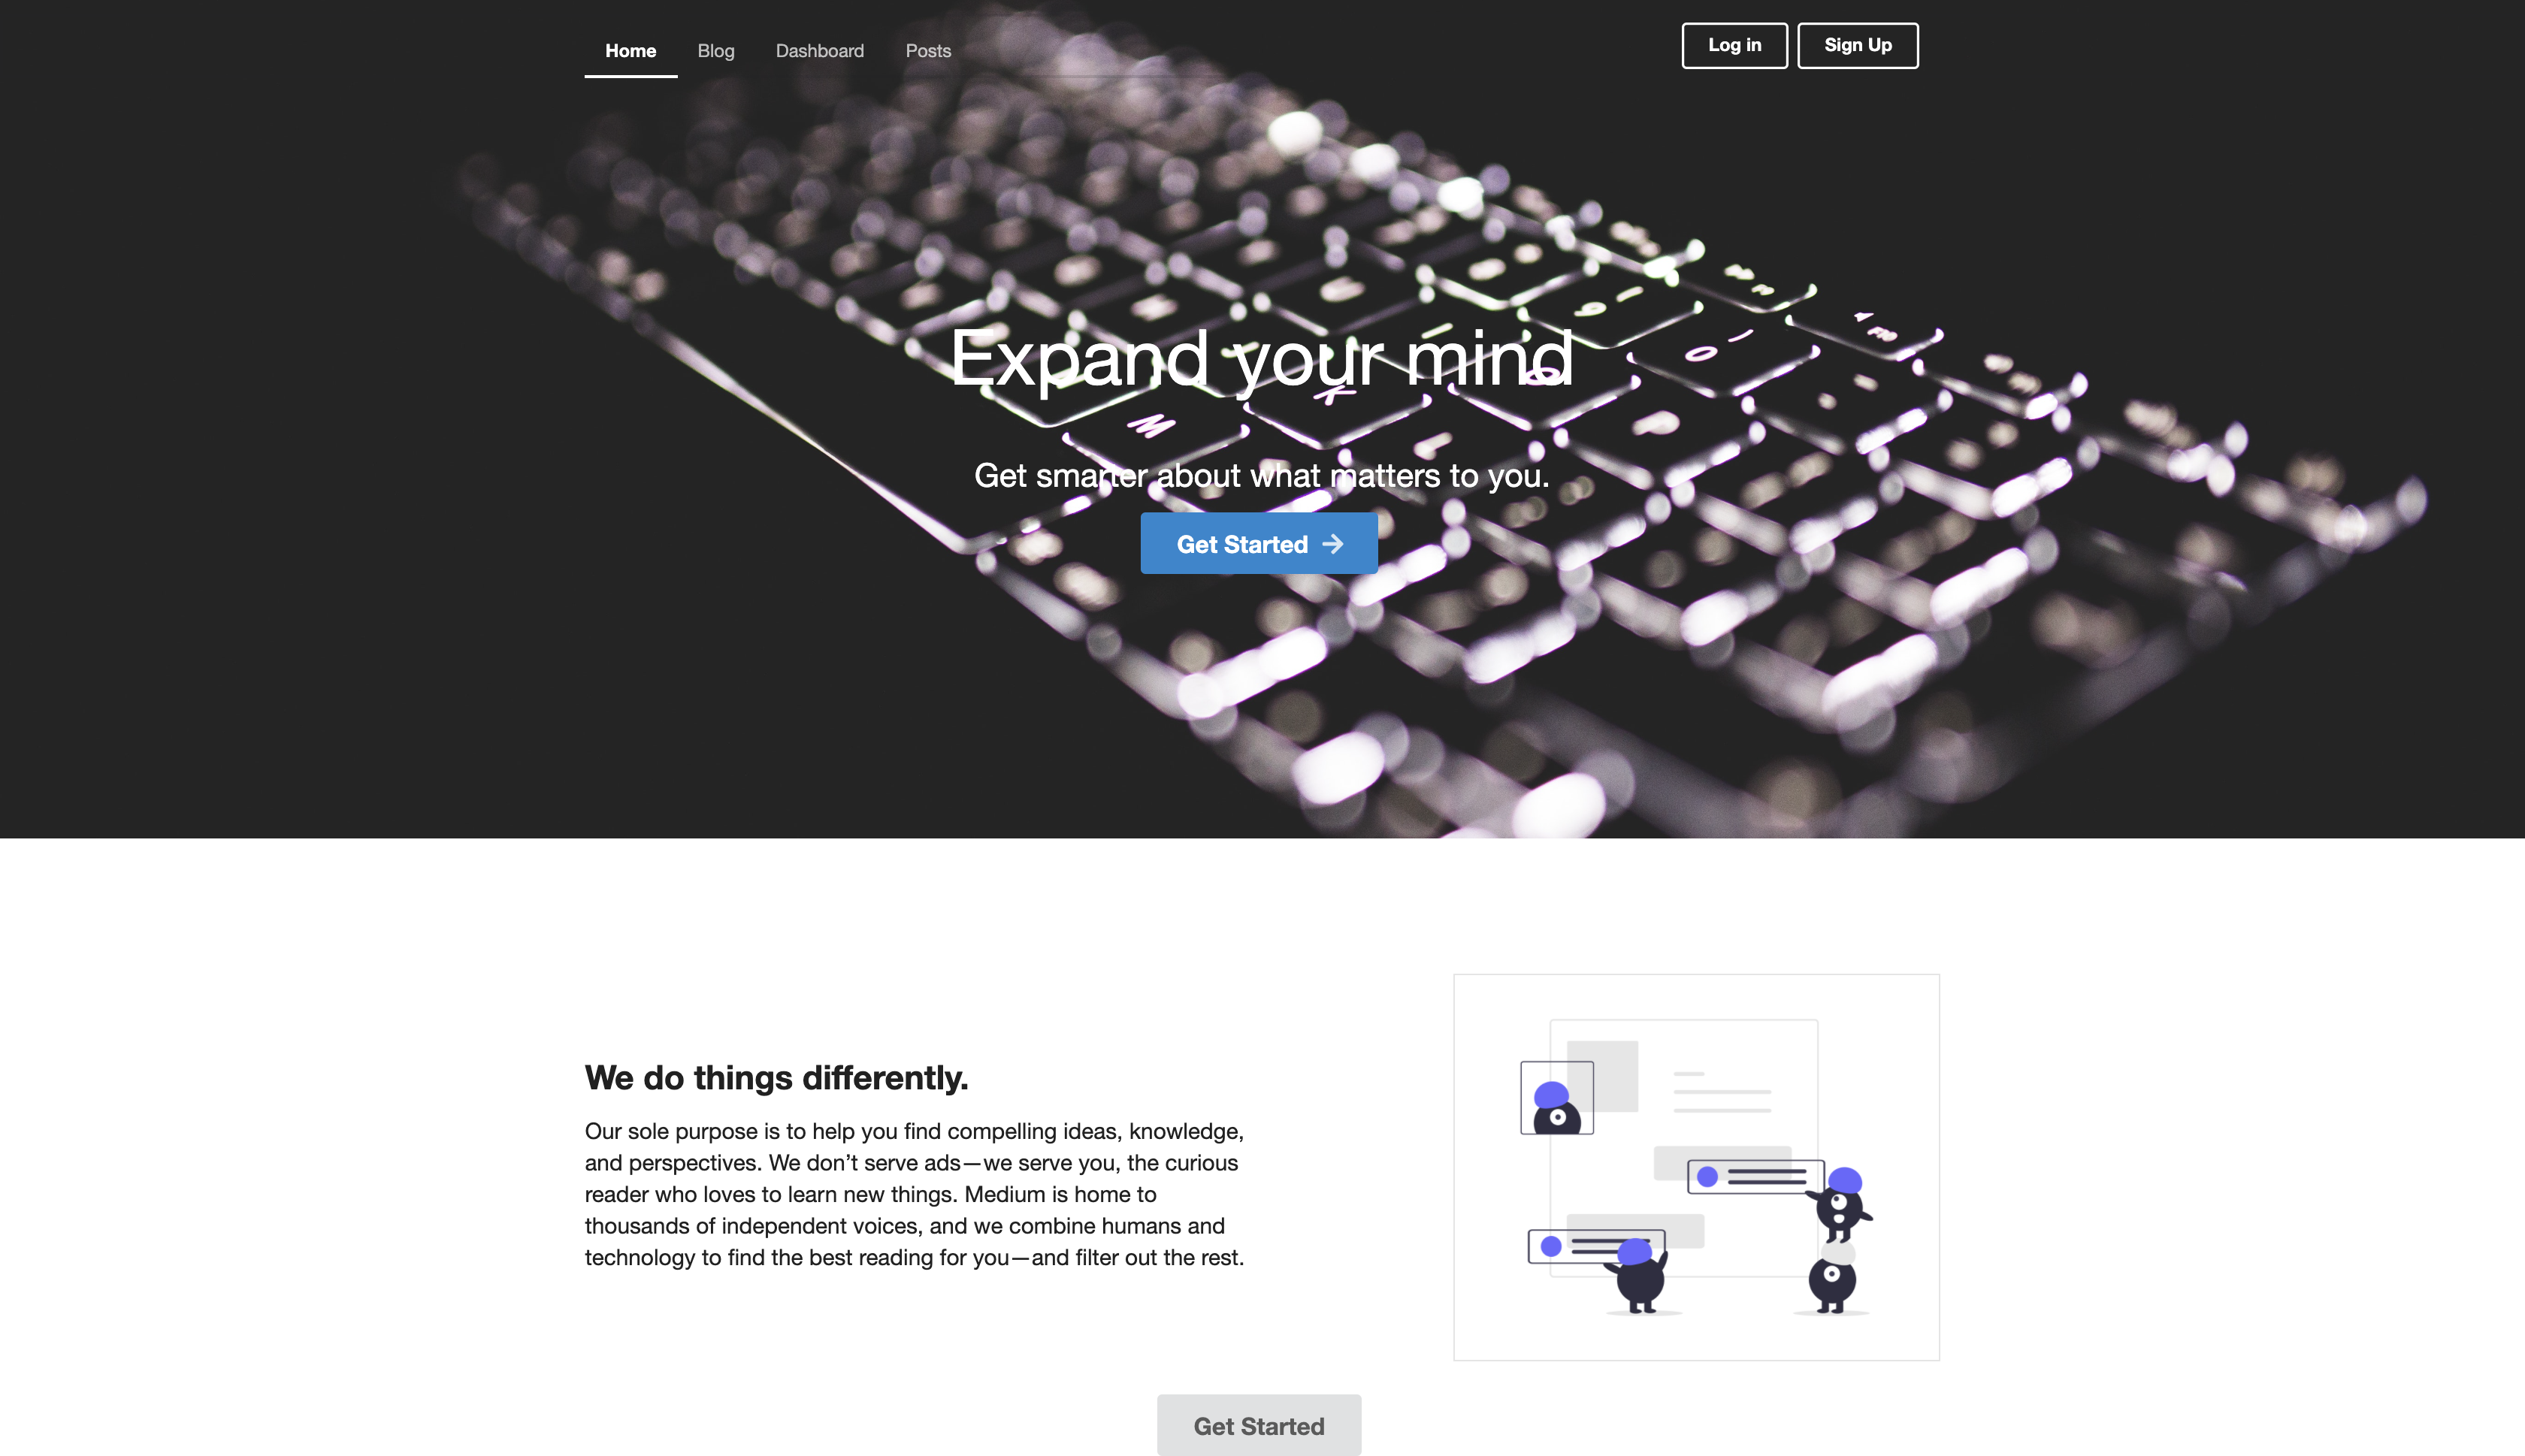 Home Blog Dashboard Posts Log in Sign Up
Expand your mind
Get smarter about what matters to you.
Get Started
We do things differently.
Our sole purpose is to help you find compelling ideas, knowledge,
and perspectives. We don’t serve ads—we serve you, the curious
reader who loves to learn new things. Medium is home to
thousands of independent voices, and we combine humans and
technology to find the best reading for you—and filter out the rest.
Get Started